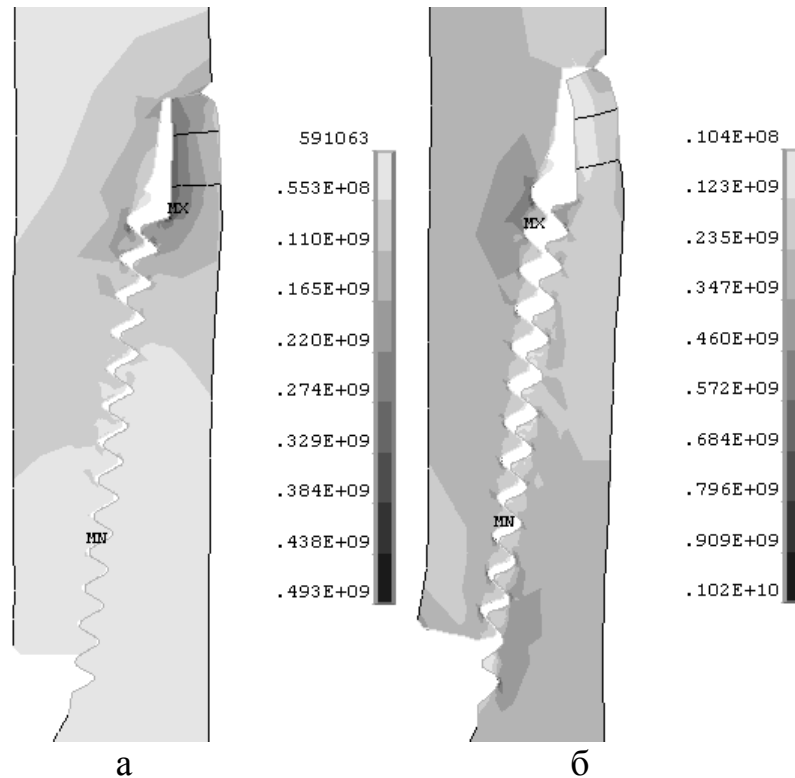 591063
.553E+08
.110E+09
.165E+09
.220E+09
.274E+09
.329E+09
.384E+09
.438E+09
.493E+09
MX
MN
.104E+08
.123E+09
.235E+09
.347E+09
.460E+09
.572E+09
.684E+09
.796E+09
.909E+09
.102E+10
MX
MN
а
б